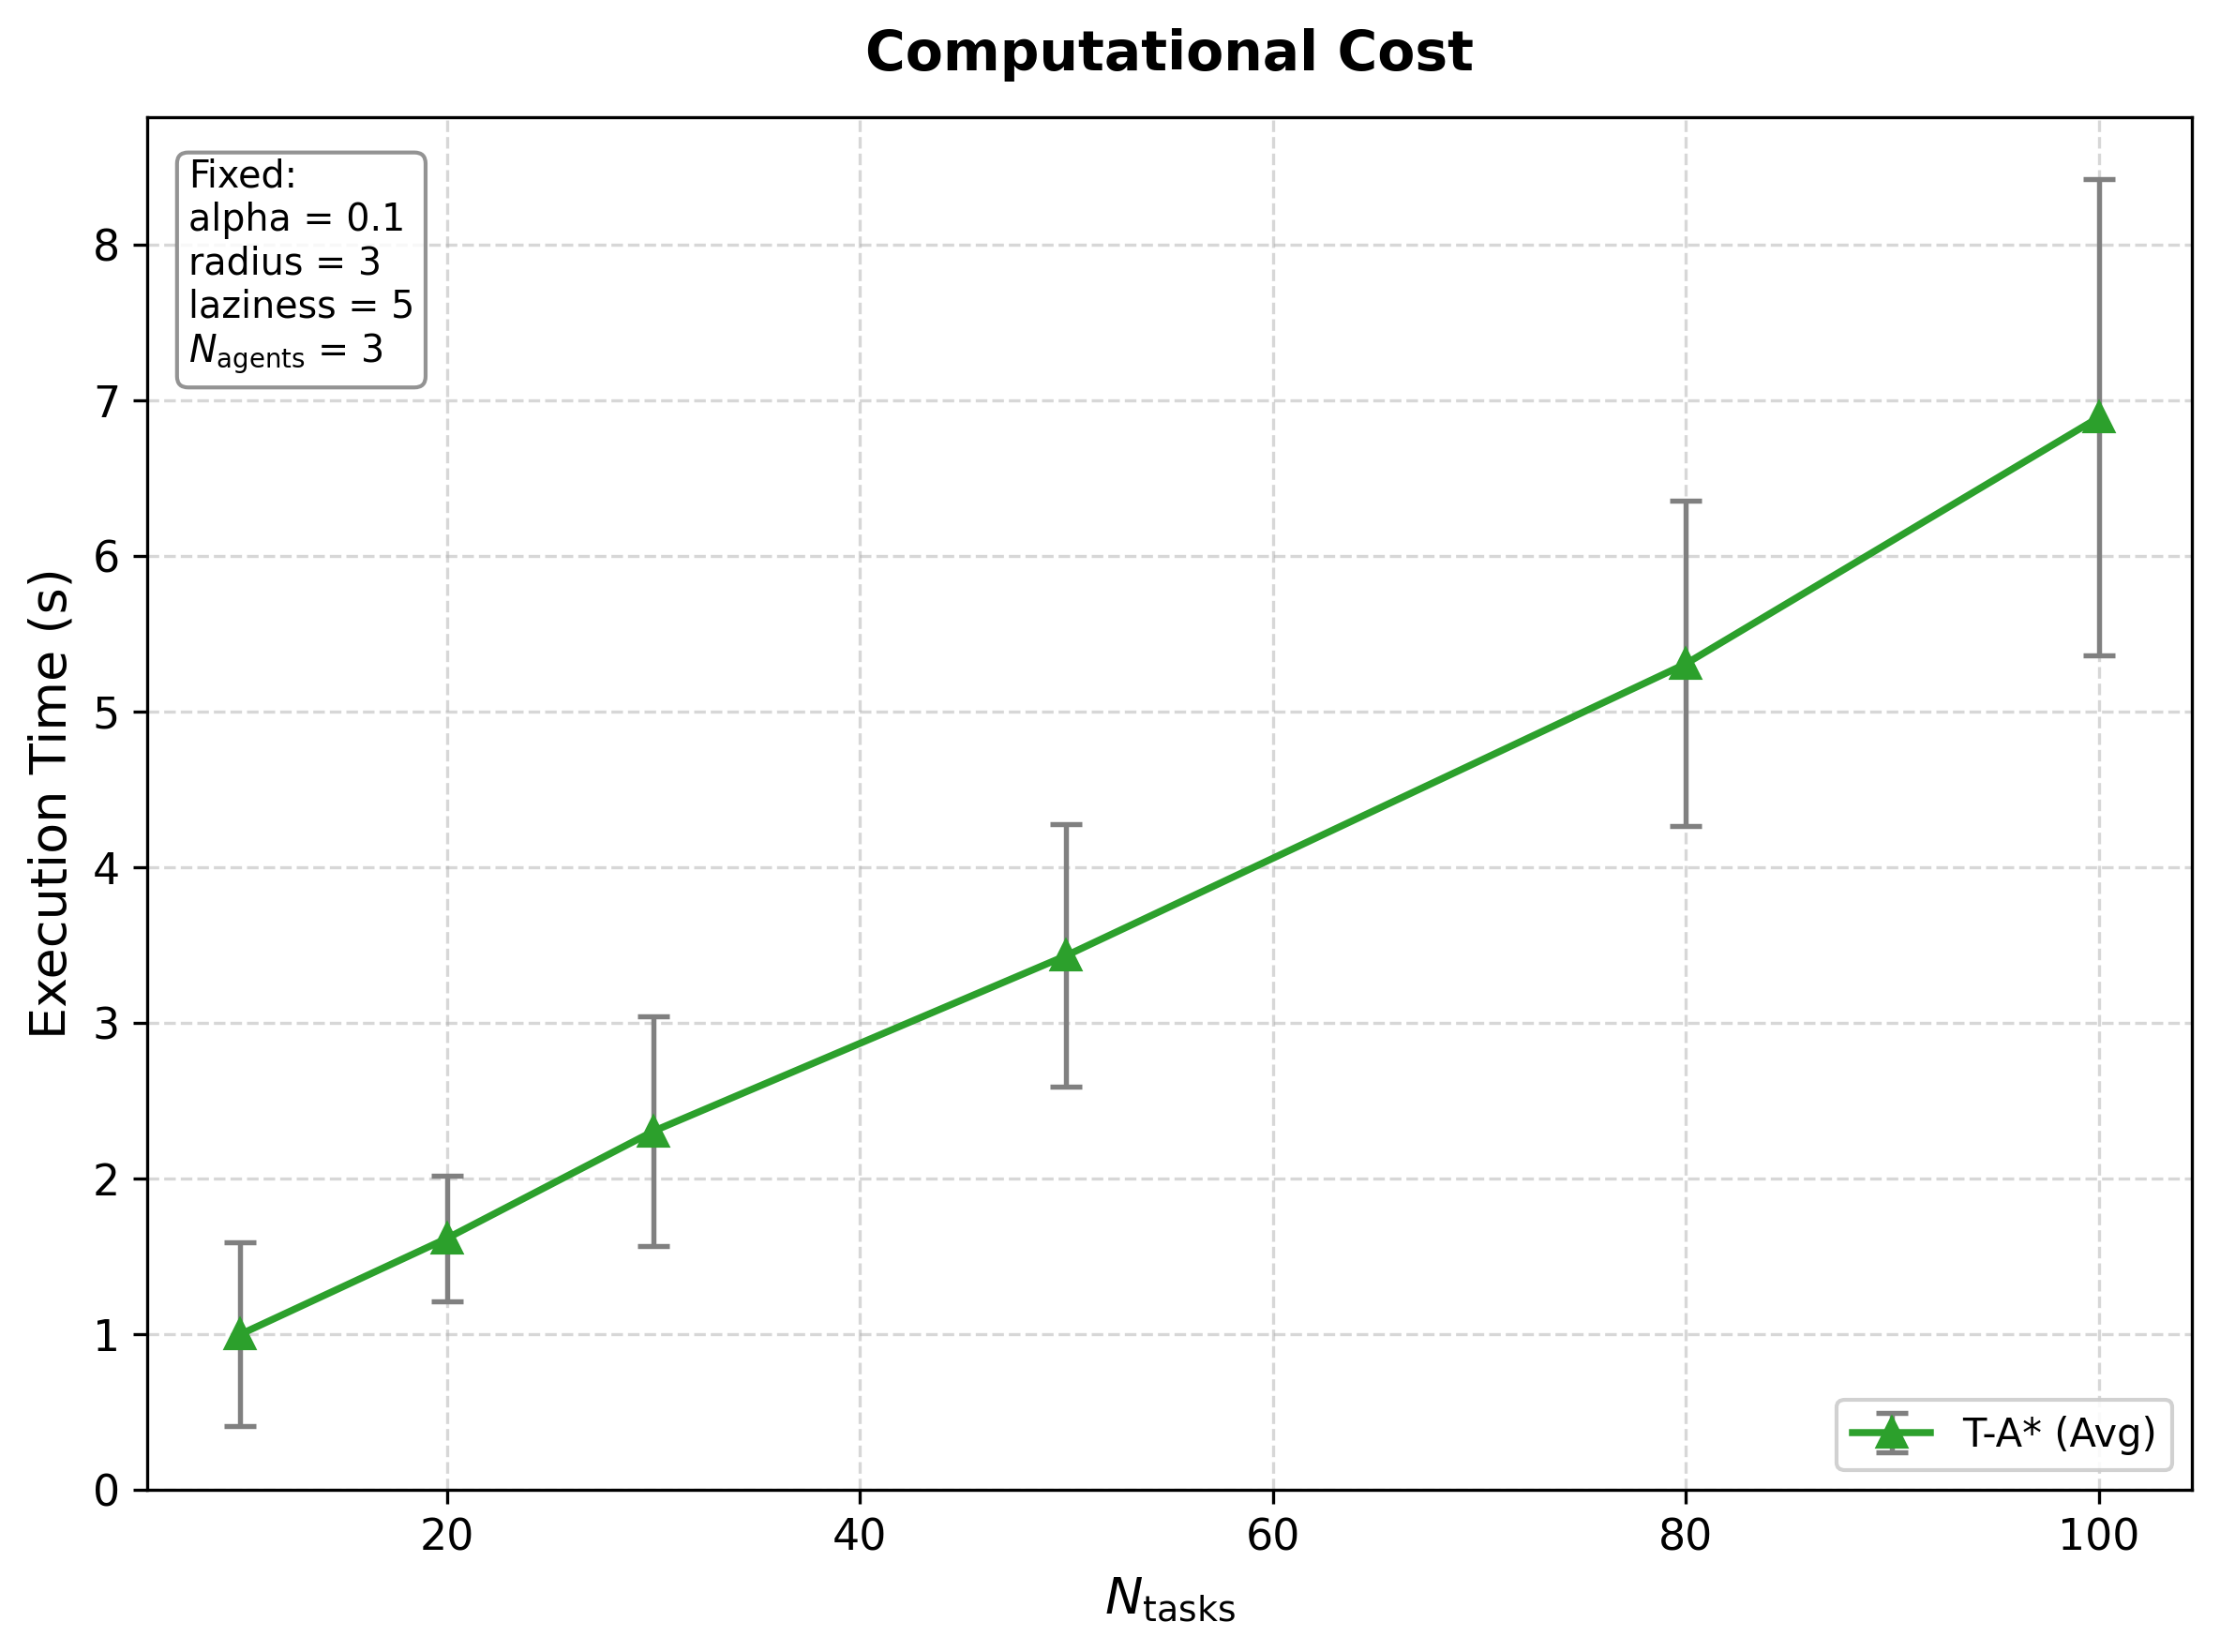 Computational Cost
Fixed:
alpha = 0.1
radius = 3
laziness = 5
N_agents = 3
Execution Time (s)
8
7
6
5
4
3
2
1
0
20 40 60 80 100
N_tasks
T-A* (Avg)